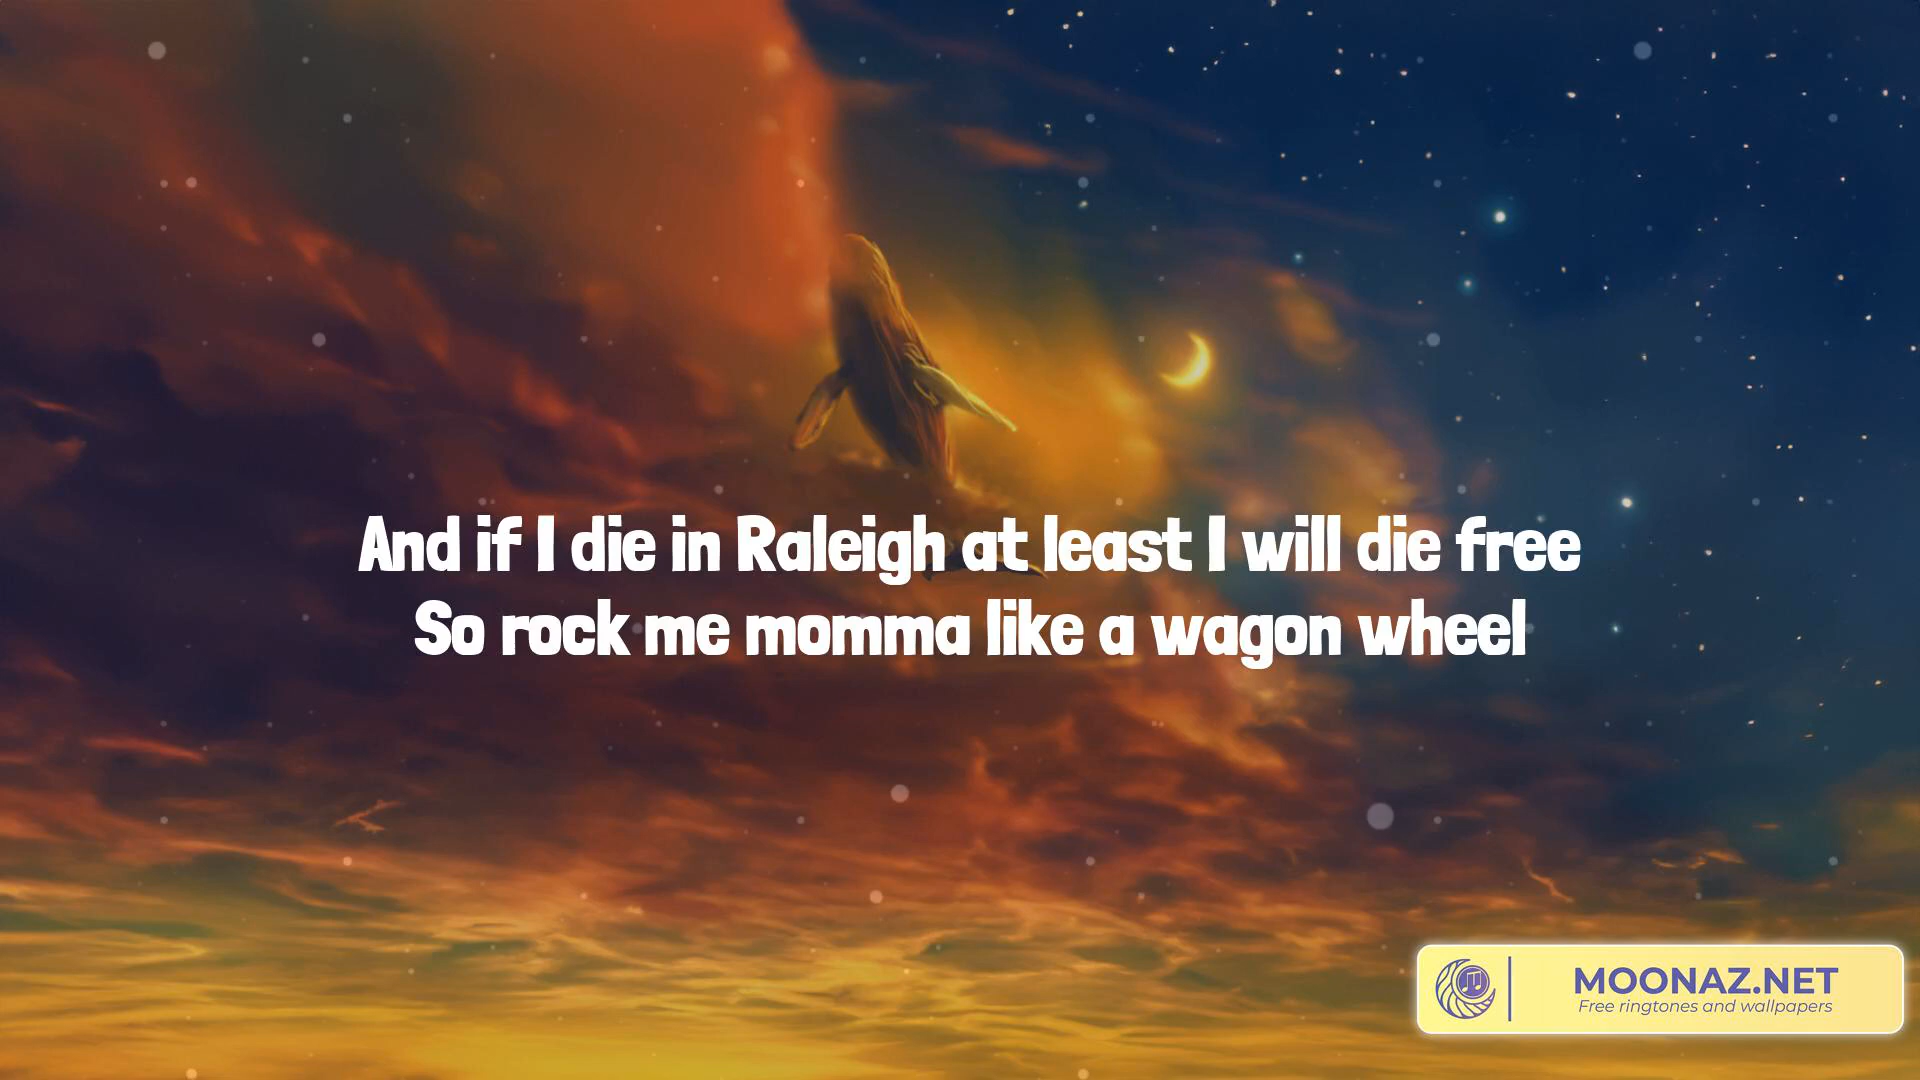 And if I die in Raleigh at least I will die free
So rock me momma like a wagon wheel
MOONAZ.NET
Free ringtones and wallpapers